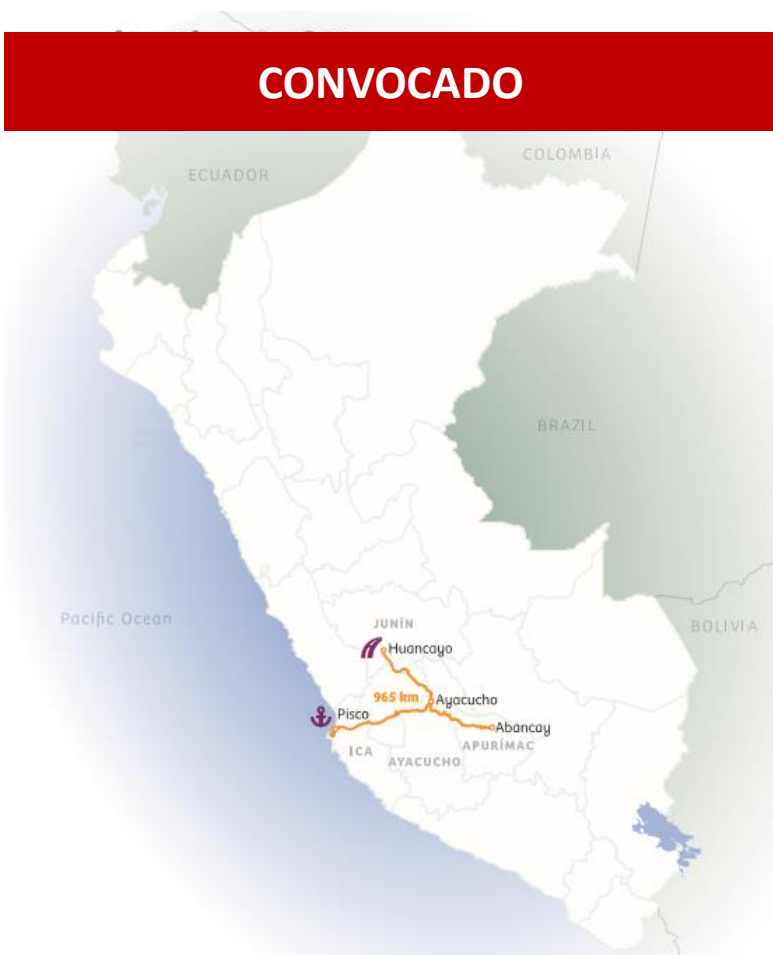 CONVOCADO
COLOMBIA
ECUADOR
BRAZIL
Pacific Ocean
JUNÍN
BOLIVIA
Huancayo
965 km
Ayacucho
Pisco
Abancay
ICA
APURÍMAC
AYACUCHO